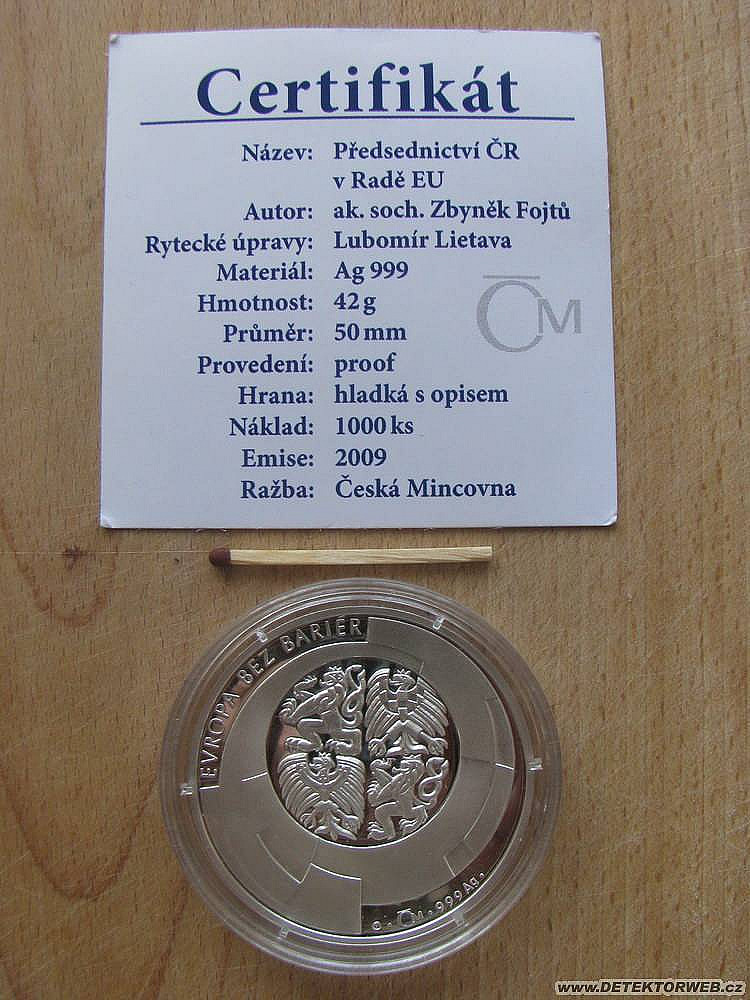 Certifikát
Název: Předsednictví ČR
v Radě EU
Autor: ak. soch. Zbyněk Fojtů
Rytecké úpravy: Lubomír Lietava
Materiál: Ag 999
Hmotnost: 42 g
Průměr: 50 mm
Provedení: proof
Hrana: hladká s opisem
Náklad: 1000 ks
Emise: 2009
Ražba: Česká Mincovna
ČM
EVROPA BEZ BARIÉR
ČM • 999 Ag •
www.DETEKTORWEB.cz